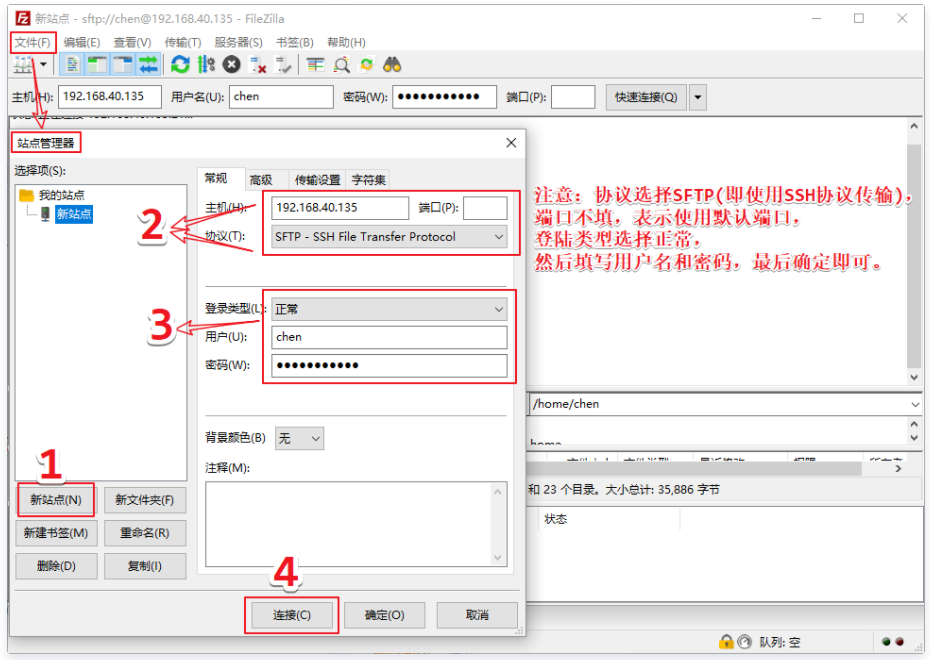 新站点 - sftp://chen@192.168.40.135 - FileZilla
文件(F) 编辑(E) 查看(V) 传输(T) 服务器(S) 书签(B) 帮助(H)
主机(H): 192.168.40.135 用户名(U): chen 密码(W): ●●●●●●●●●●● 端口(P): 快速连接(Q)
站点管理器
选择项(S):
我的站点
新站点
常规 高级 传输设置 字符集
主机(H): 192.168.40.135 端口(P):
协议(T): SFTP - SSH File Transfer Protocol
2
注意：协议选择SFTP(即使用SSH协议传输)，
端口不填，表示使用默认端口，
登陆类型选择正常，
然后填写用户名和密码，最后确定即可。
登录类型(L): 正常
3
用户(U): chen
密码(W): ●●●●●●●●●●●
/home/chen
背景颜色(B) 无
home
注释(M):
1
新站点(N) 新文件夹(F)
新建书签(M) 重命名(R)
删除(D) 复制(I)
和 23 个目录。大小总计: 35,886 字节
状态
4
连接(C) 确定(O) 取消
队列: 空